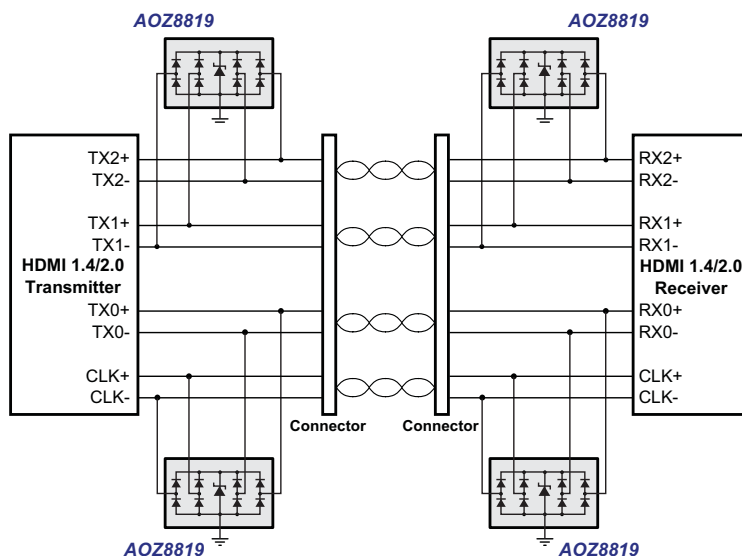 AOZ8819
AOZ8819
TX2+
TX2-
TX1+
TX1-
HDMI 1.4/2.0
Transmitter
TX0+
TX0-
CLK+
CLK-
RX2+
RX2-
RX1+
RX1-
HDMI 1.4/2.0
Receiver
RX0+
RX0-
CLK+
CLK-
Connector
Connector
AOZ8819
AOZ8819